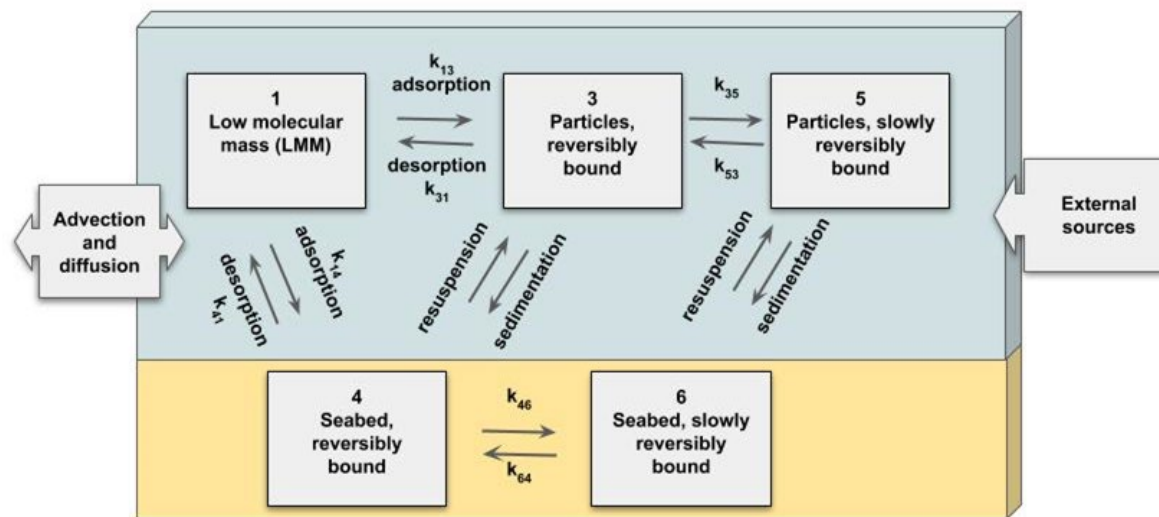 k13
adsorption
1
Low molecular
mass (LMM)
desorption
k31
3
Particles,
reversibly
bound
k35
k53
5
Particles, slowly
reversibly
bound
Advection
and
diffusion
External
sources
desorption
k41
k14
adsorption
resuspension
sedimentation
resuspension
sedimentation
4
Seabed,
reversibly
bound
k46
k64
6
Seabed, slowly
reversibly
bound